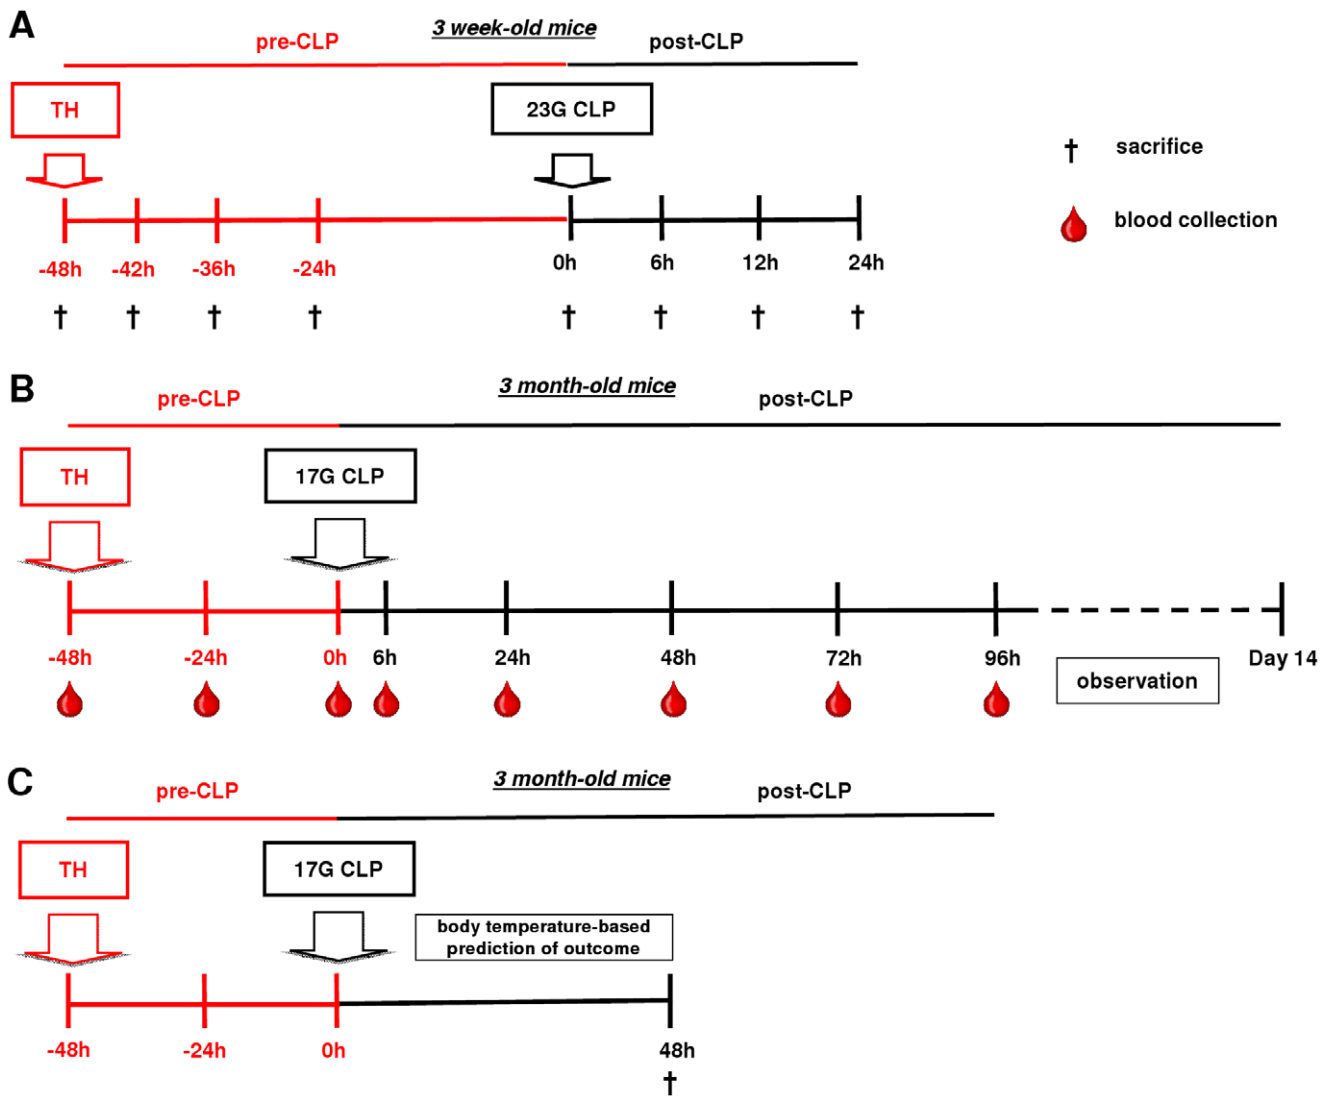 A
3 week-old mice
pre-CLP
post-CLP
TH
23G CLP
sacrifice
blood collection
-48h -42h -36h -24h 0h 6h 12h 24h
B
3 month-old mice
pre-CLP
post-CLP
TH
17G CLP
-48h -24h 0h 6h 24h 48h 72h 96h Day 14
observation
C
3 month-old mice
pre-CLP
post-CLP
TH
17G CLP
body temperature-based
prediction of outcome
-48h -24h 0h 48h